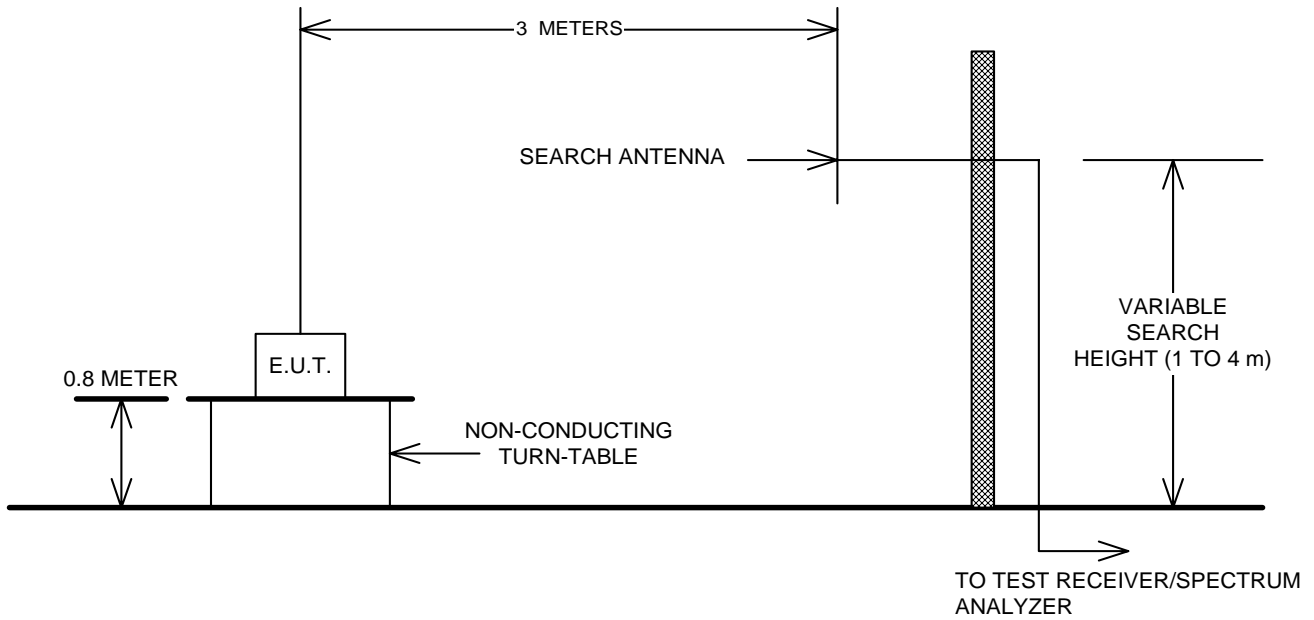 3 METERS
SEARCH ANTENNA
E.U.T.
0.8 METER
NON-CONDUCTING
TURN-TABLE
VARIABLE
SEARCH
HEIGHT (1 TO 4 m)
TO TEST RECEIVER/SPECTRUM
ANALYZER